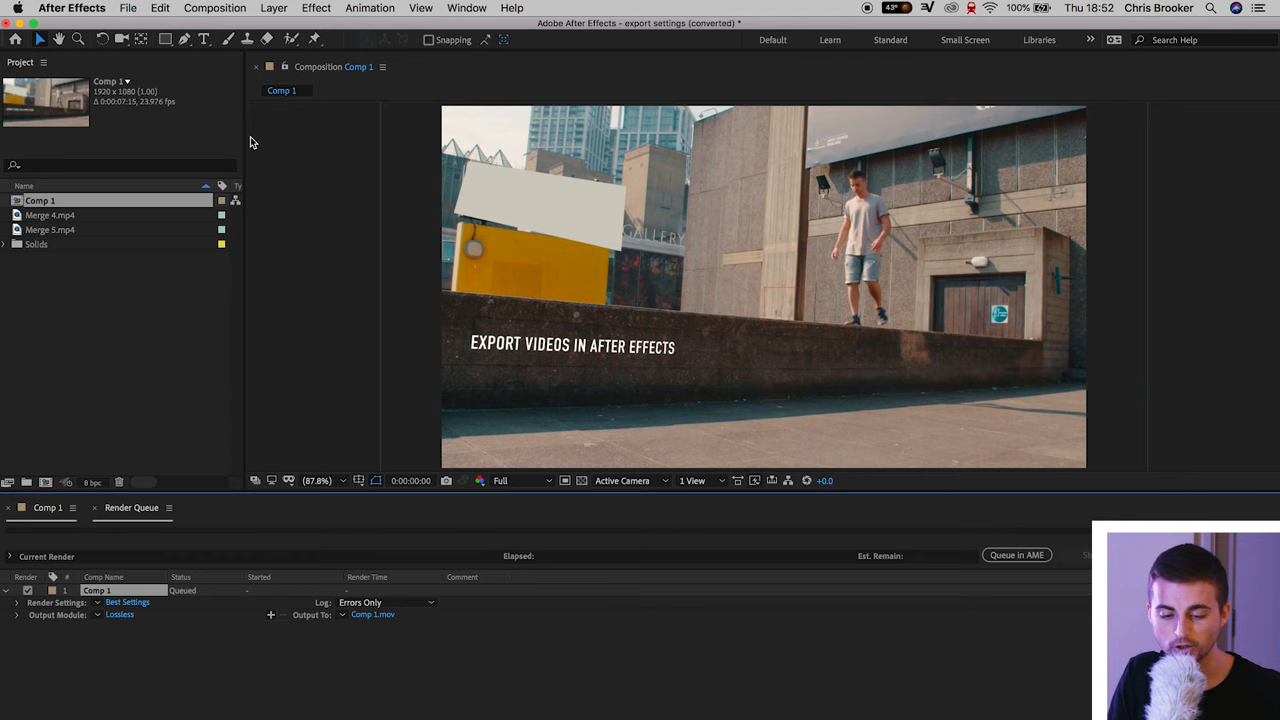 After Effects File Edit Composition Layer Effect Animation View Window Help 43° 100% Thu 18:52 Chris Brooker
Adobe After Effects - export settings (converted) *
Snapping Default Learn Standard Small Screen Libraries Search Help
Project
Composition Comp 1
Comp 1
1920 x 1080 (1.00)
Δ 0:00:07:15, 23.976 fps
Comp 1
Name Ty
Comp 1
Merge 4.mp4
Merge 5.mp4
Solids
GALLERY
EXPORT VIDEOS IN AFTER EFFECTS
8 bpc
(87.8%) 0:00:00:00 Full Active Camera 1 View +0.0
Comp 1 Render Queue
Current Render Elapsed: Est. Remain: Queue in AME
Render # Comp Name Status Started Render Time Comment
1 Comp 1 Queued - -
Render Settings: Best Settings Log: Errors Only
Output Module: Lossless Output To: Comp 1.mov